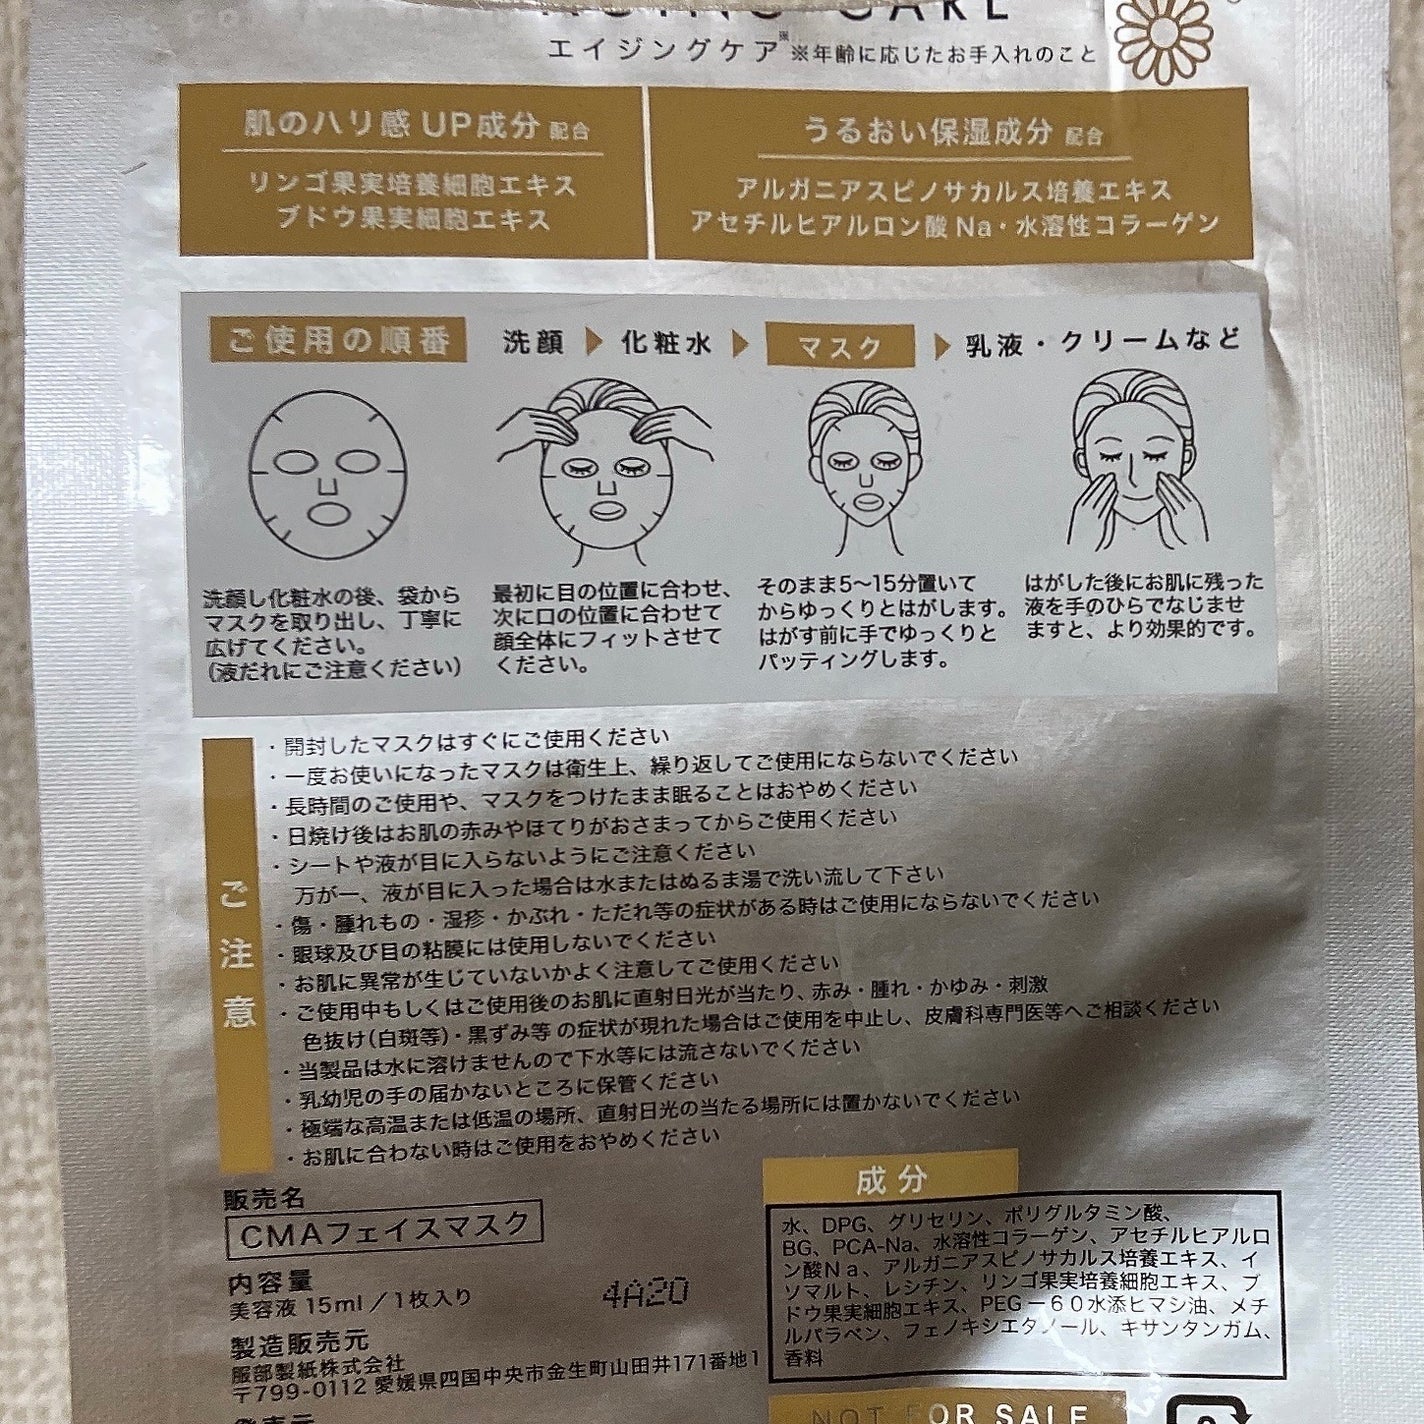 CARE
エイジングケア※ ※年齢に応じたお手入れのこと
肌のハリ感 UP成分 配合
リンゴ果実培養細胞エキス
ブドウ果実細胞エキス
うるおい保湿成分 配合
アルガニアスピノサカルス培養エキス
アセチルヒアルロン酸 Na・水溶性コラーゲン
ご使用の順番 洗顔 化粧水 マスク 乳液・クリームなど
洗顔し化粧水の後、袋から
マスクを取り出し、丁寧に
広げてください。
（液だれにご注意ください）
最初に目の位置に合わせ、
次に口の位置に合わせて
顔全体にフィットさせて
ください。
そのまま5〜15分置いて
からゆっくりとはがします。
はがす前に手でゆっくりと
パッティングします。
はがした後にお肌に残った
液を手のひらでなじませ
ますと、より効果的です。
ご注意
・開封したマスクはすぐにご使用ください
・一度お使いになったマスクは衛生上、繰り返してご使用にならないでください
・長時間のご使用や、マスクをつけたまま眠ることはおやめください
・日焼け後はお肌の赤みやほてりがおさまってからご使用ください
・シートや液が目に入らないようにご注意ください
万が一、液が目に入った場合は水またはぬるま湯で洗い流して下さい
・傷・腫れもの・湿疹・かぶれ・ただれ等の症状がある時はご使用にならないでください
・眼球及び目の粘膜には使用しないでください
・お肌に異常が生じていないかよく注意してご使用ください
・ご使用中もしくはご使用後のお肌に直射日光が当たり、赤み・腫れ・かゆみ・刺激
色抜け（白斑等）・黒ずみ等 の症状が現れた場合はご使用を中止し、皮膚科専門医等へご相談ください
・当製品は水に溶けませんので下水等には流さないでください
・乳幼児の手の届かないところに保管ください
・極端な高温または低温の場所、直射日光の当たる場所には置かないでください
・お肌に合わない時はご使用をおやめください
販売名
CMAフェイスマスク
内容量
美容液 15ml／1枚入り
4A20
製造販売元
服部製紙株式会社
〒799-0112 愛媛県四国中央市金生町山田井171番地1
成分
水、DPG、グリセリン、ポリグルタミン酸、
BG、PCA-Na、水溶性コラーゲン、アセチルヒアルロ
ン酸Na、アルガニアスピノサカルス培養エキス、イ
ソマルト、レシチン、リンゴ果実培養細胞エキス、ブ
ドウ果実細胞エキス、PEG－60水添ヒマシ油、メチ
ルパラベン、フェノキシエタノール、キサンタンガム、
香料
NOT FOR SALE